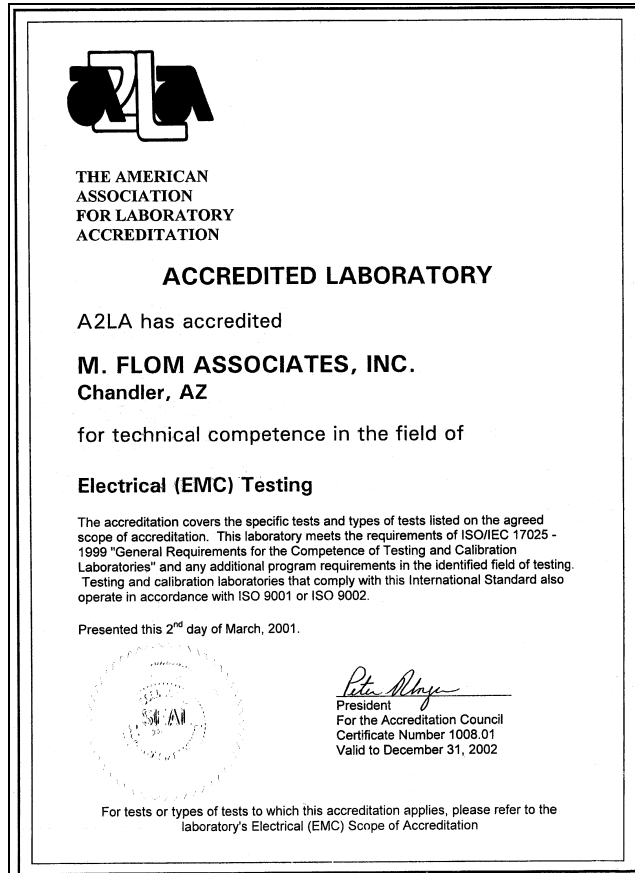 A2LA
THE AMERICAN
ASSOCIATION
FOR LABORATORY
ACCREDITATION
ACCREDITED LABORATORY
A2LA has accredited
M. FLOM ASSOCIATES, INC.
Chandler, AZ
for technical competence in the field of
Electrical (EMC) Testing
The accreditation covers the specific tests and types of tests listed on the agreed
scope of accreditation. This laboratory meets the requirements of ISO/IEC 17025 -
1999 "General Requirements for the Competence of Testing and Calibration
Laboratories" and any additional program requirements in the identified field of testing.
Testing and calibration laboratories that comply with this International Standard also
operate in accordance with ISO 9001 or ISO 9002.
Presented this 2nd day of March, 2001.
SEAL
Peter
President
For the Accreditation Council
Certificate Number 1008.01
Valid to December 31, 2002
For tests or types of tests to which this accreditation applies, please refer to the
laboratory's Electrical (EMC) Scope of Accreditation